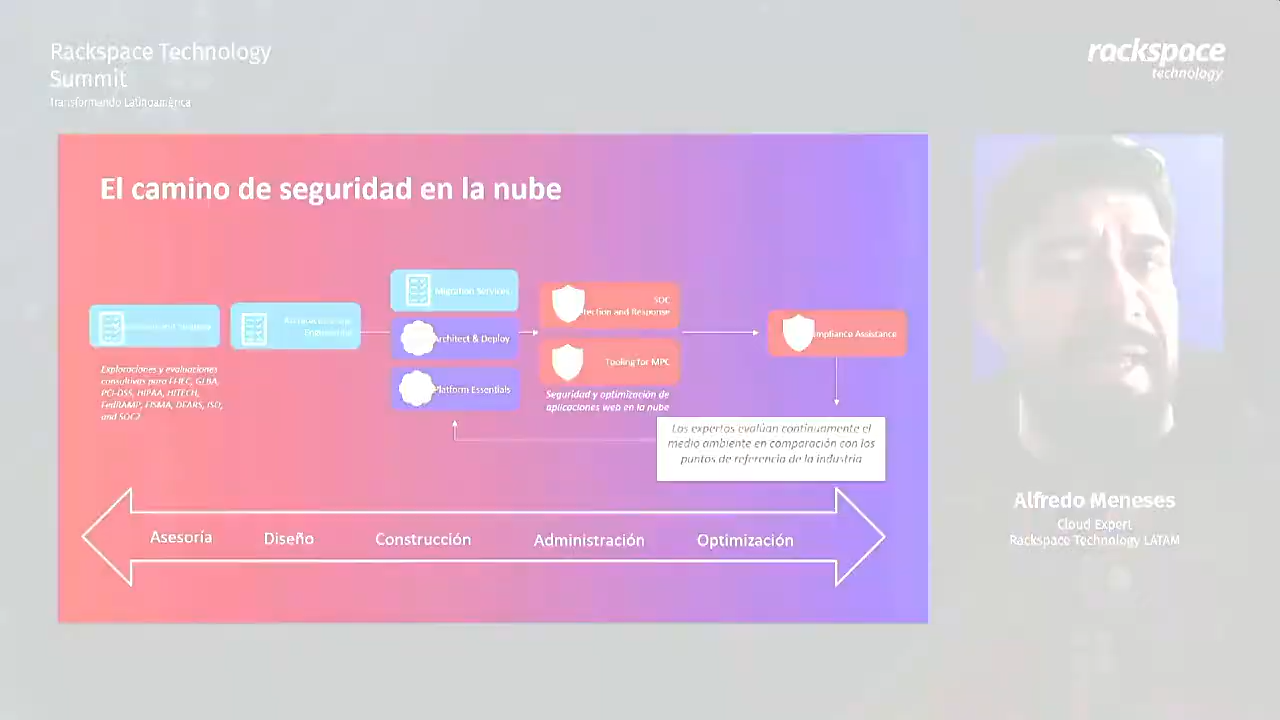 Rackspace Technology
Summit
Transformando Latinoamérica
rackspace
technology
El camino de seguridad en la nube
Migration Services
Architect & Deploy
Platform Essentials
SOC
and Response
Tooling for MPC
Seguridad y optimización de
aplicaciones web en la nube
Compliance Assistance
Exploraciones y evaluaciones
consultivas para FFIEC, GLBA,
PCI-DSS, HIPAA, HITECH,
FedRAMP, FISMA, DFARS, ISO,
and SOC2
Los expertos evalúan continuamente el
medio ambiente en comparación con los
puntos de referencia de la industria
Asesoría
Diseño
Construcción
Administración
Optimización
Alfredo Meneses
Cloud Expert
Rackspace Technology LATAM